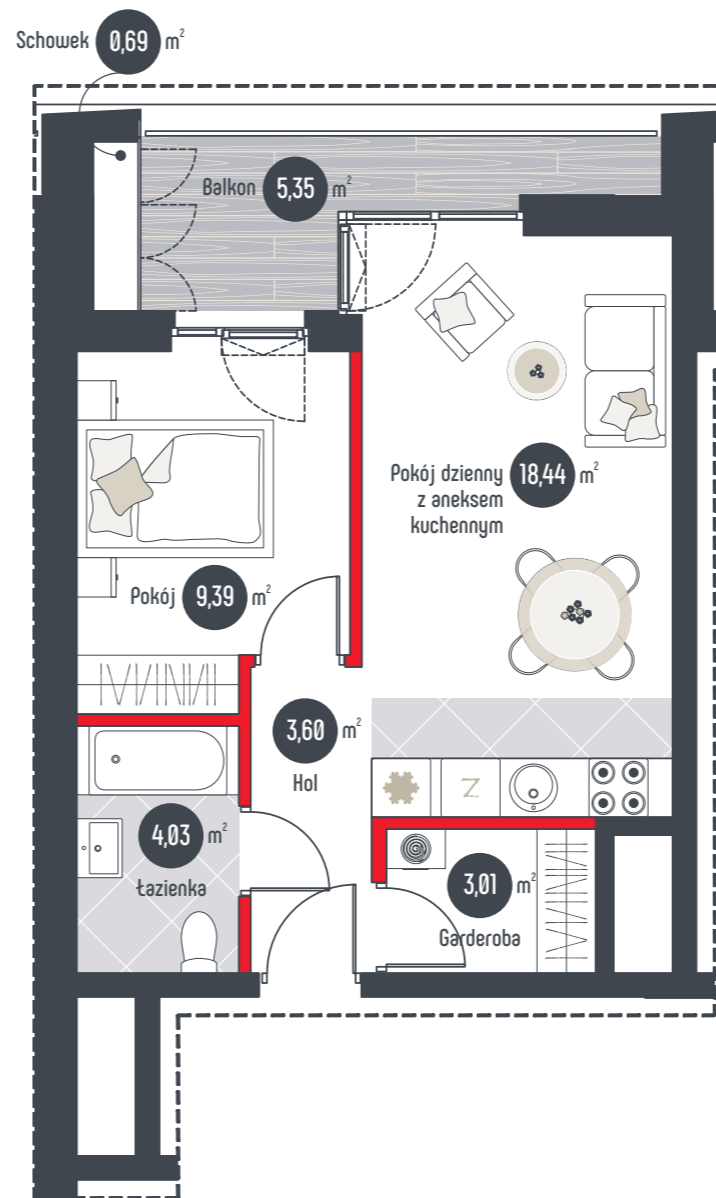 Schowek 0,69 m²
Balkon 5,35 m²
Pokój dzienny
z aneksem
kuchennym
18,44 m²
Pokój 9,39 m²
3,60 m²
Hol
Z
4,03 m²
Łazienka
3,01 m²
Garderoba